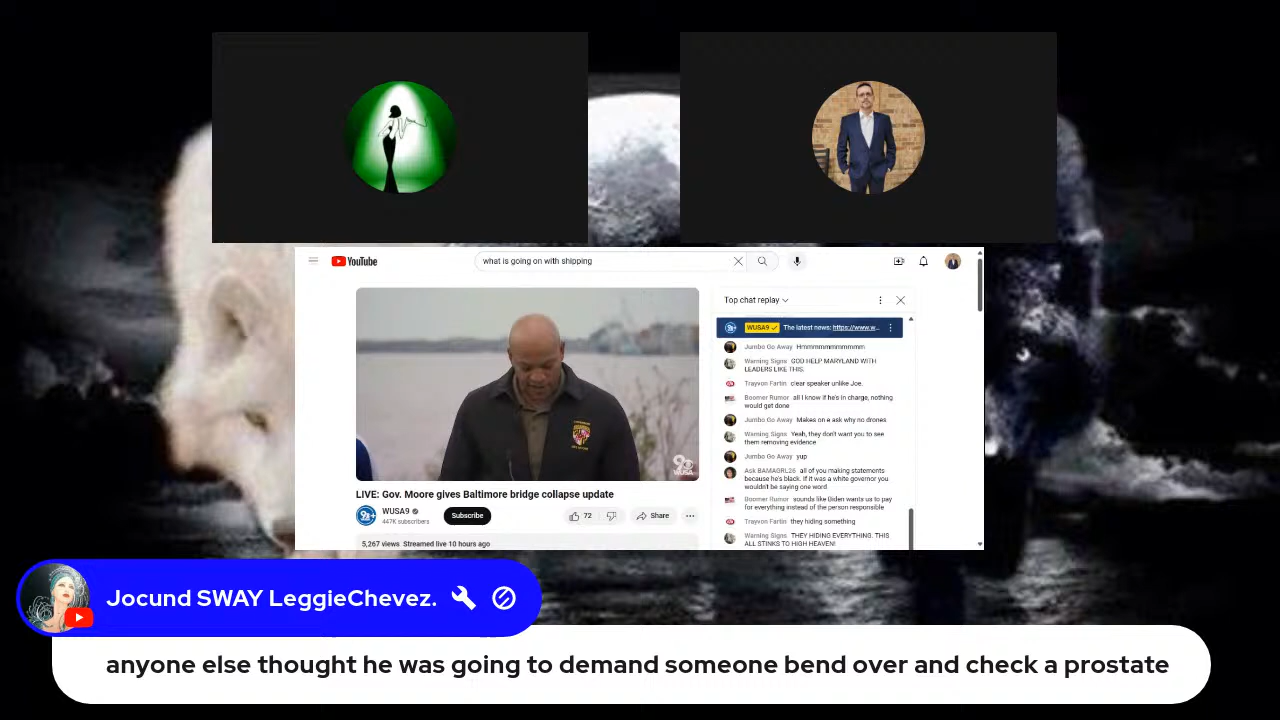 YouTube
what is going on with shipping
Top chat replay
WUSA9 The latest news: https://www.w...
Jumbo Go Away Hmmmmmmmmmmm
Warning Signs GOD HELP MARYLAND WITH
LEADERS LIKE THIS.
Trayvon Fartin clear speaker unlike Joe.
Boomer Rumor all I know if he's in charge, nothing
would get done
Jumbo Go Away Makes on e ask why no drones
Warning Signs Yeah, they don't want you to see
them removing evidence
Jumbo Go Away yup
Ask BAMAGRL26 all of you making statements
because he's black. if it was a white governor you
wouldn't be saying one word
Boomer Rumor sounds like Biden wants us to pay
for everything instead of the person responsible
Trayvon Fartin they hiding something
Warning Signs THEY HIDING EVERYTHING. THIS
ALL STINKS TO HIGH HEAVEN!
WUSA
LIVE: Gov. Moore gives Baltimore bridge collapse update
WUSA9
447K subscribers
Subscribe
72
Share
5,267 views Streamed live 10 hours ago
Jocund SWAY LeggieChevez.
anyone else thought he was going to demand someone bend over and check a prostate